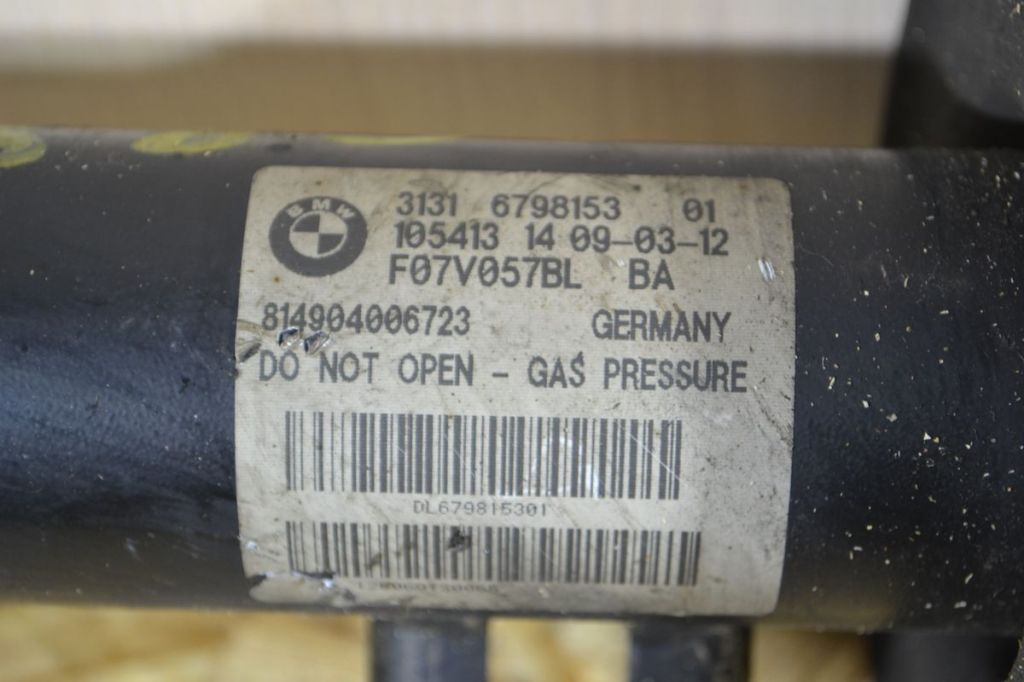 BMW
3131 6798153 01
105413 14 09-03-12
F07V057BL BA
814904006723 GERMANY
DO NOT OPEN - GAS PRESSURE
DL679815301